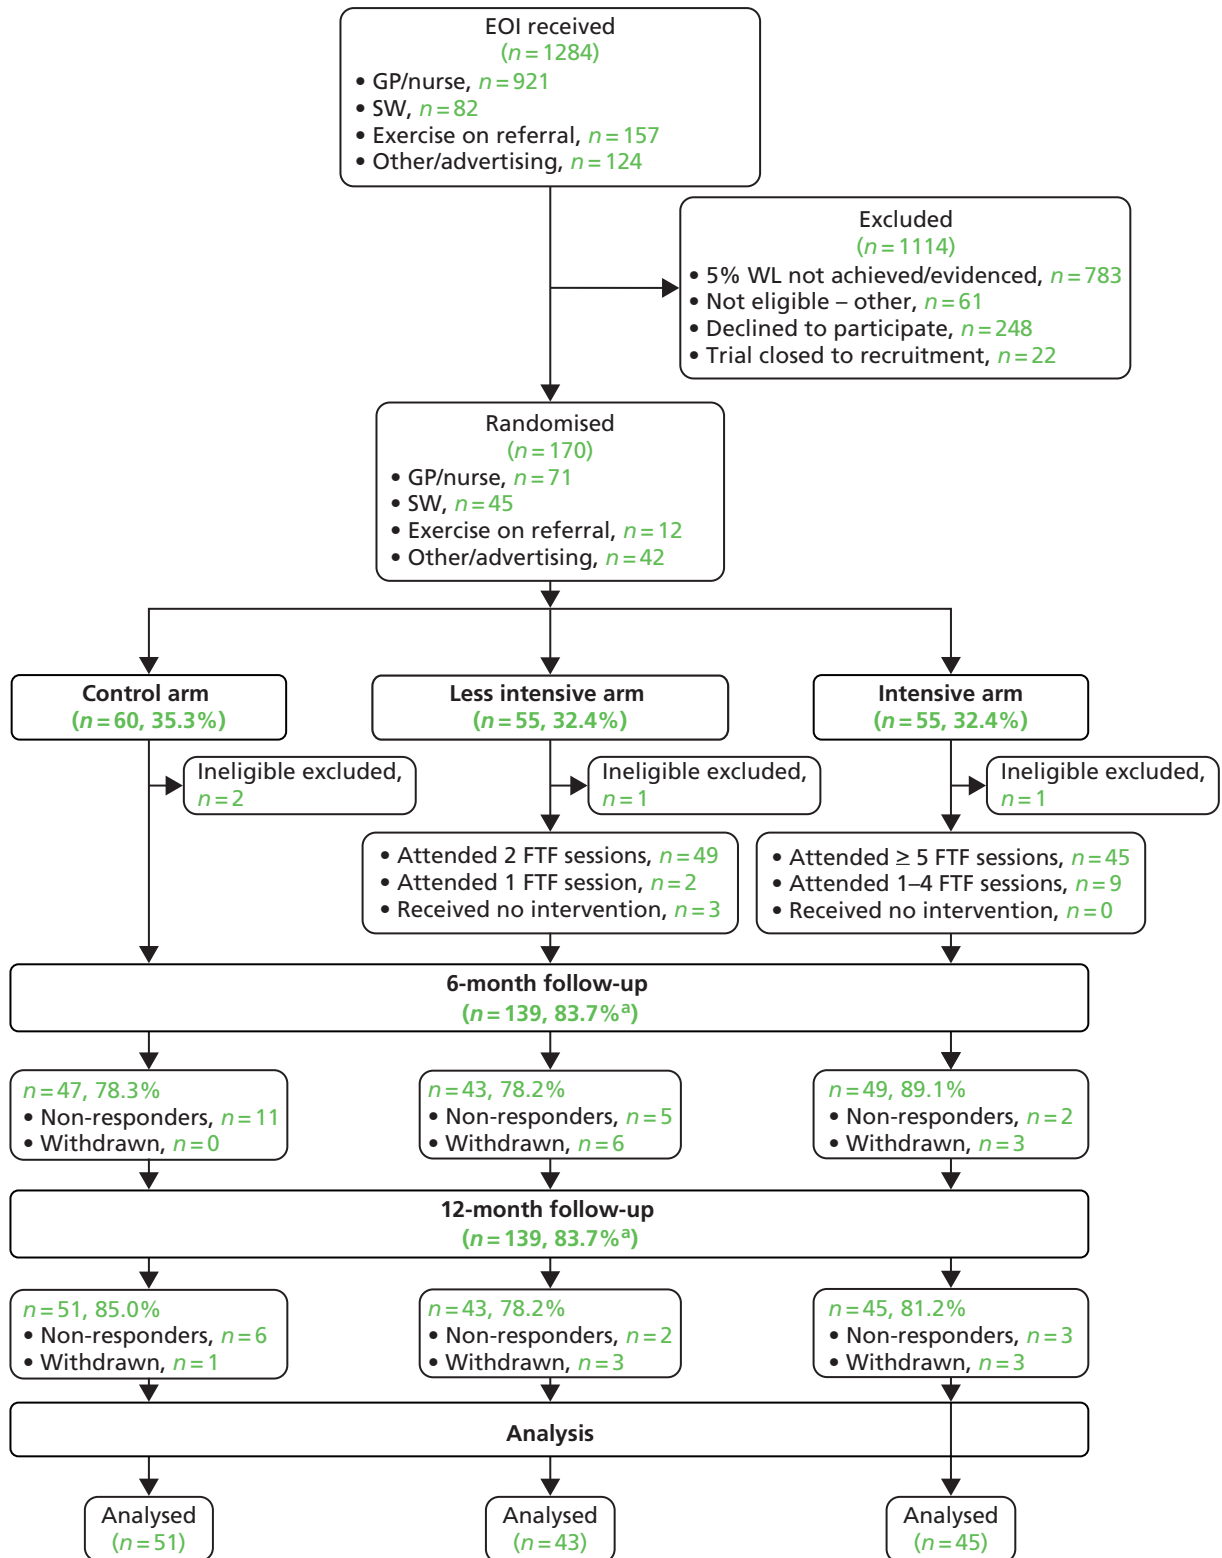 EOI received
(n = 1284)
• GP/nurse, n = 921
• SW, n = 82
• Exercise on referral, n = 157
• Other/advertising, n = 124
Excluded
(n = 1114)
• 5% WL not achieved/evidenced, n = 783
• Not eligible – other, n = 61
• Declined to participate, n = 248
• Trial closed to recruitment, n = 22
Randomised
(n = 170)
• GP/nurse, n = 71
• SW, n = 45
• Exercise on referral, n = 12
• Other/advertising, n = 42
Control arm
(n = 60, 35.3%)
Less intensive arm
(n = 55, 32.4%)
Intensive arm
(n = 55, 32.4%)
Ineligible excluded,
n = 2
Ineligible excluded,
n = 1
Ineligible excluded,
n = 1
• Attended 2 FTF sessions, n = 49
• Attended 1 FTF session, n = 2
• Received no intervention, n = 3
• Attended ≥ 5 FTF sessions, n = 45
• Attended 1–4 FTF sessions, n = 9
• Received no intervention, n = 0
6-month follow-up
(n = 139, 83.7%ᵃ)
n = 47, 78.3%
• Non-responders, n = 11
• Withdrawn, n = 0
n = 43, 78.2%
• Non-responders, n = 5
• Withdrawn, n = 6
n = 49, 89.1%
• Non-responders, n = 2
• Withdrawn, n = 3
12-month follow-up
(n = 139, 83.7%ᵃ)
n = 51, 85.0%
• Non-responders, n = 6
• Withdrawn, n = 1
n = 43, 78.2%
• Non-responders, n = 2
• Withdrawn, n = 3
n = 45, 81.2%
• Non-responders, n = 3
• Withdrawn, n = 3
Analysis
Analysed
(n = 51)
Analysed
(n = 43)
Analysed
(n = 45)